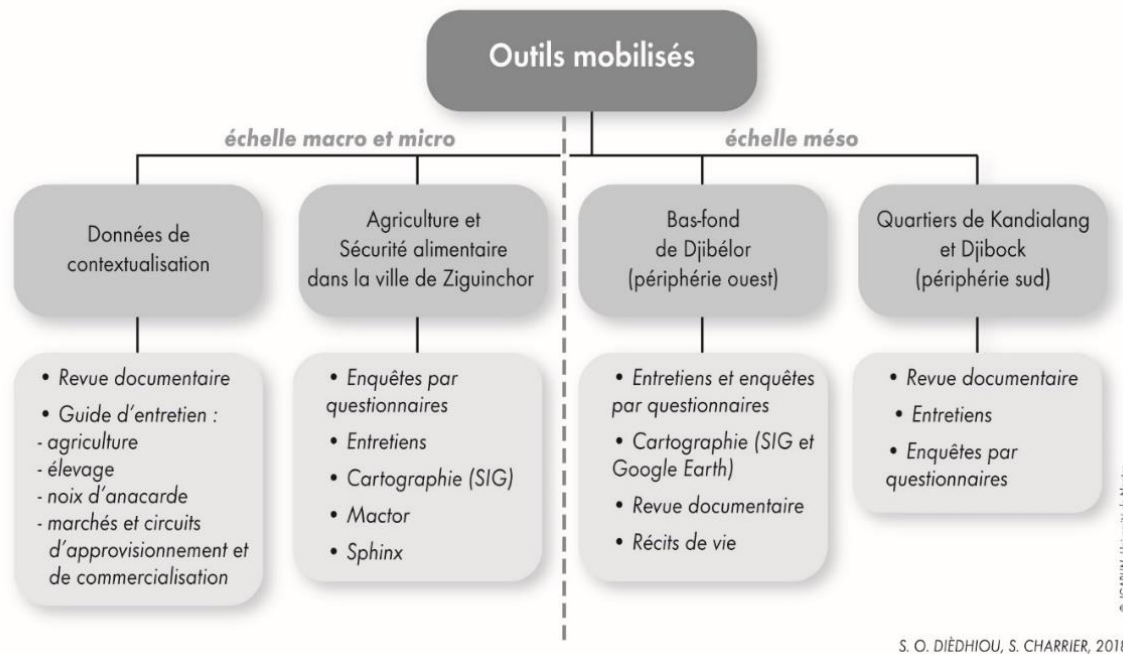 Outils mobilisés
échelle macro et micro
échelle méso
Données de
contextualisation
Agriculture et
Sécurité alimentaire
dans la ville de Ziguinchor
Bas-fond
de Djibélor
(périphérie ouest)
Quartiers de Kandialang
et Djibock
(périphérie sud)
• Revue documentaire
• Guide d'entretien :
- agriculture
- élevage
- noix d'anacarde
- marchés et circuits
d'approvisionnement et
de commercialisation
• Enquêtes par
questionnaires
• Entretiens
• Cartographie (SIG)
• Mactor
• Sphinx
• Entretiens et enquêtes
par questionnaires
• Cartographie (SIG et
Google Earth)
• Revue documentaire
• Récits de vie
• Revue documentaire
• Entretiens
• Enquêtes par
questionnaires
S. O. DIÈDHIOU, S. CHARRIER, 2018